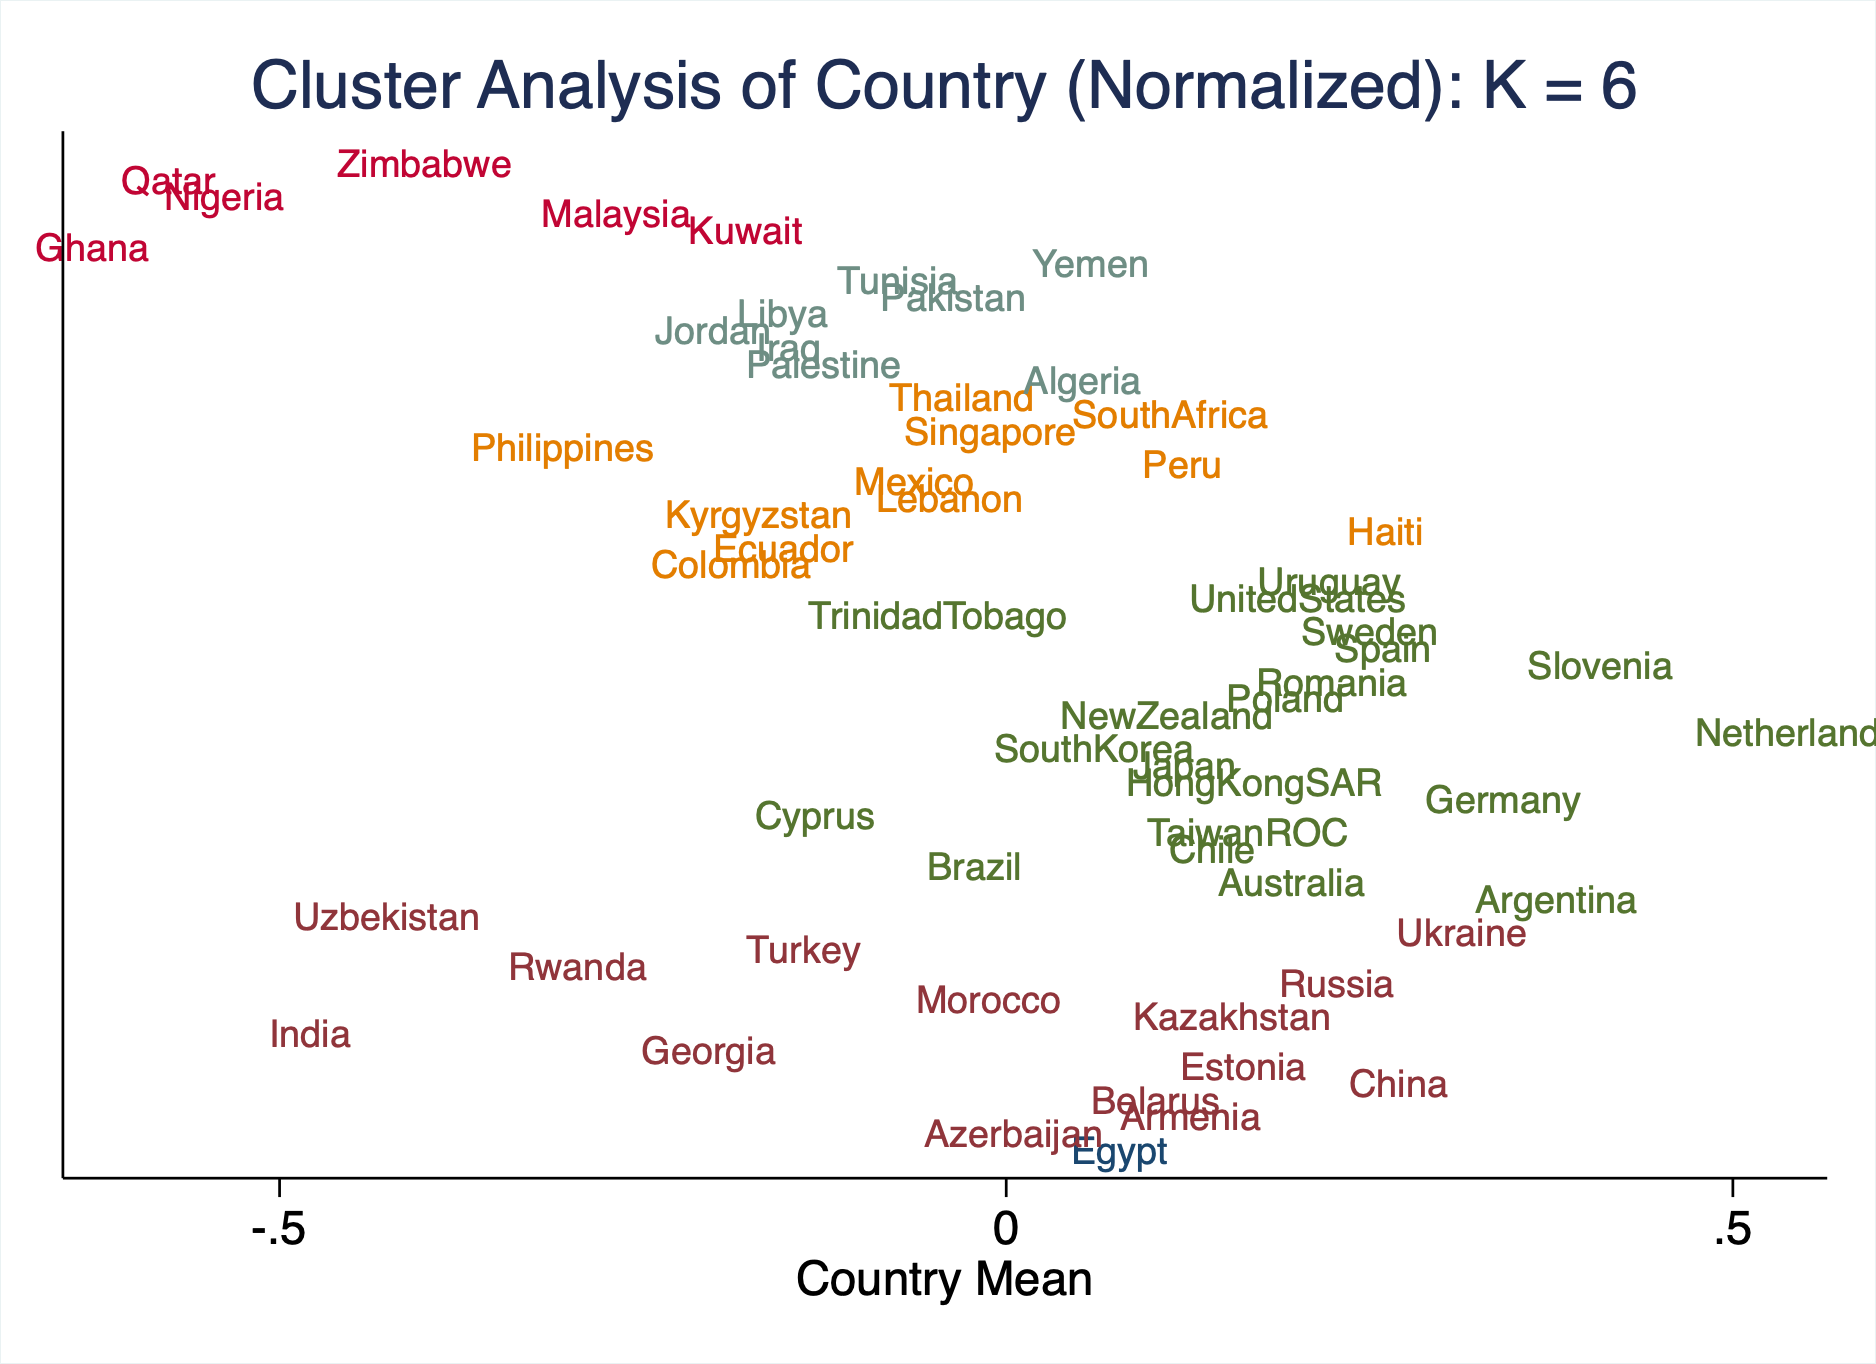 Cluster Analysis of Country (Normalized): K = 6
Zimbabwe
Qatar
Nigeria
Malaysia
Kuwait
Ghana
Yemen
Tunisia
Pakistan
Libya
Jordan
Iraq
Palestine
Algeria
Thailand
SouthAfrica
Singapore
Philippines
Peru
Mexico
Lebanon
Kyrgyzstan
Haiti
Ecuador
Colombia
Uruguay
UnitedStates
TrinidadTobago
Sweden
Spain
Slovenia
Romania
Poland
NewZealand
Netherland
SouthKorea
Japan
HongKongSAR
Germany
Cyprus
TaiwanROC
Chile
Brazil
Australia
Argentina
Uzbekistan
Ukraine
Turkey
Rwanda
Russia
Morocco
Kazakhstan
India
Georgia
Estonia
China
Belarus
Armenia
Azerbaijan
Egypt
-.5 0 .5
Country Mean